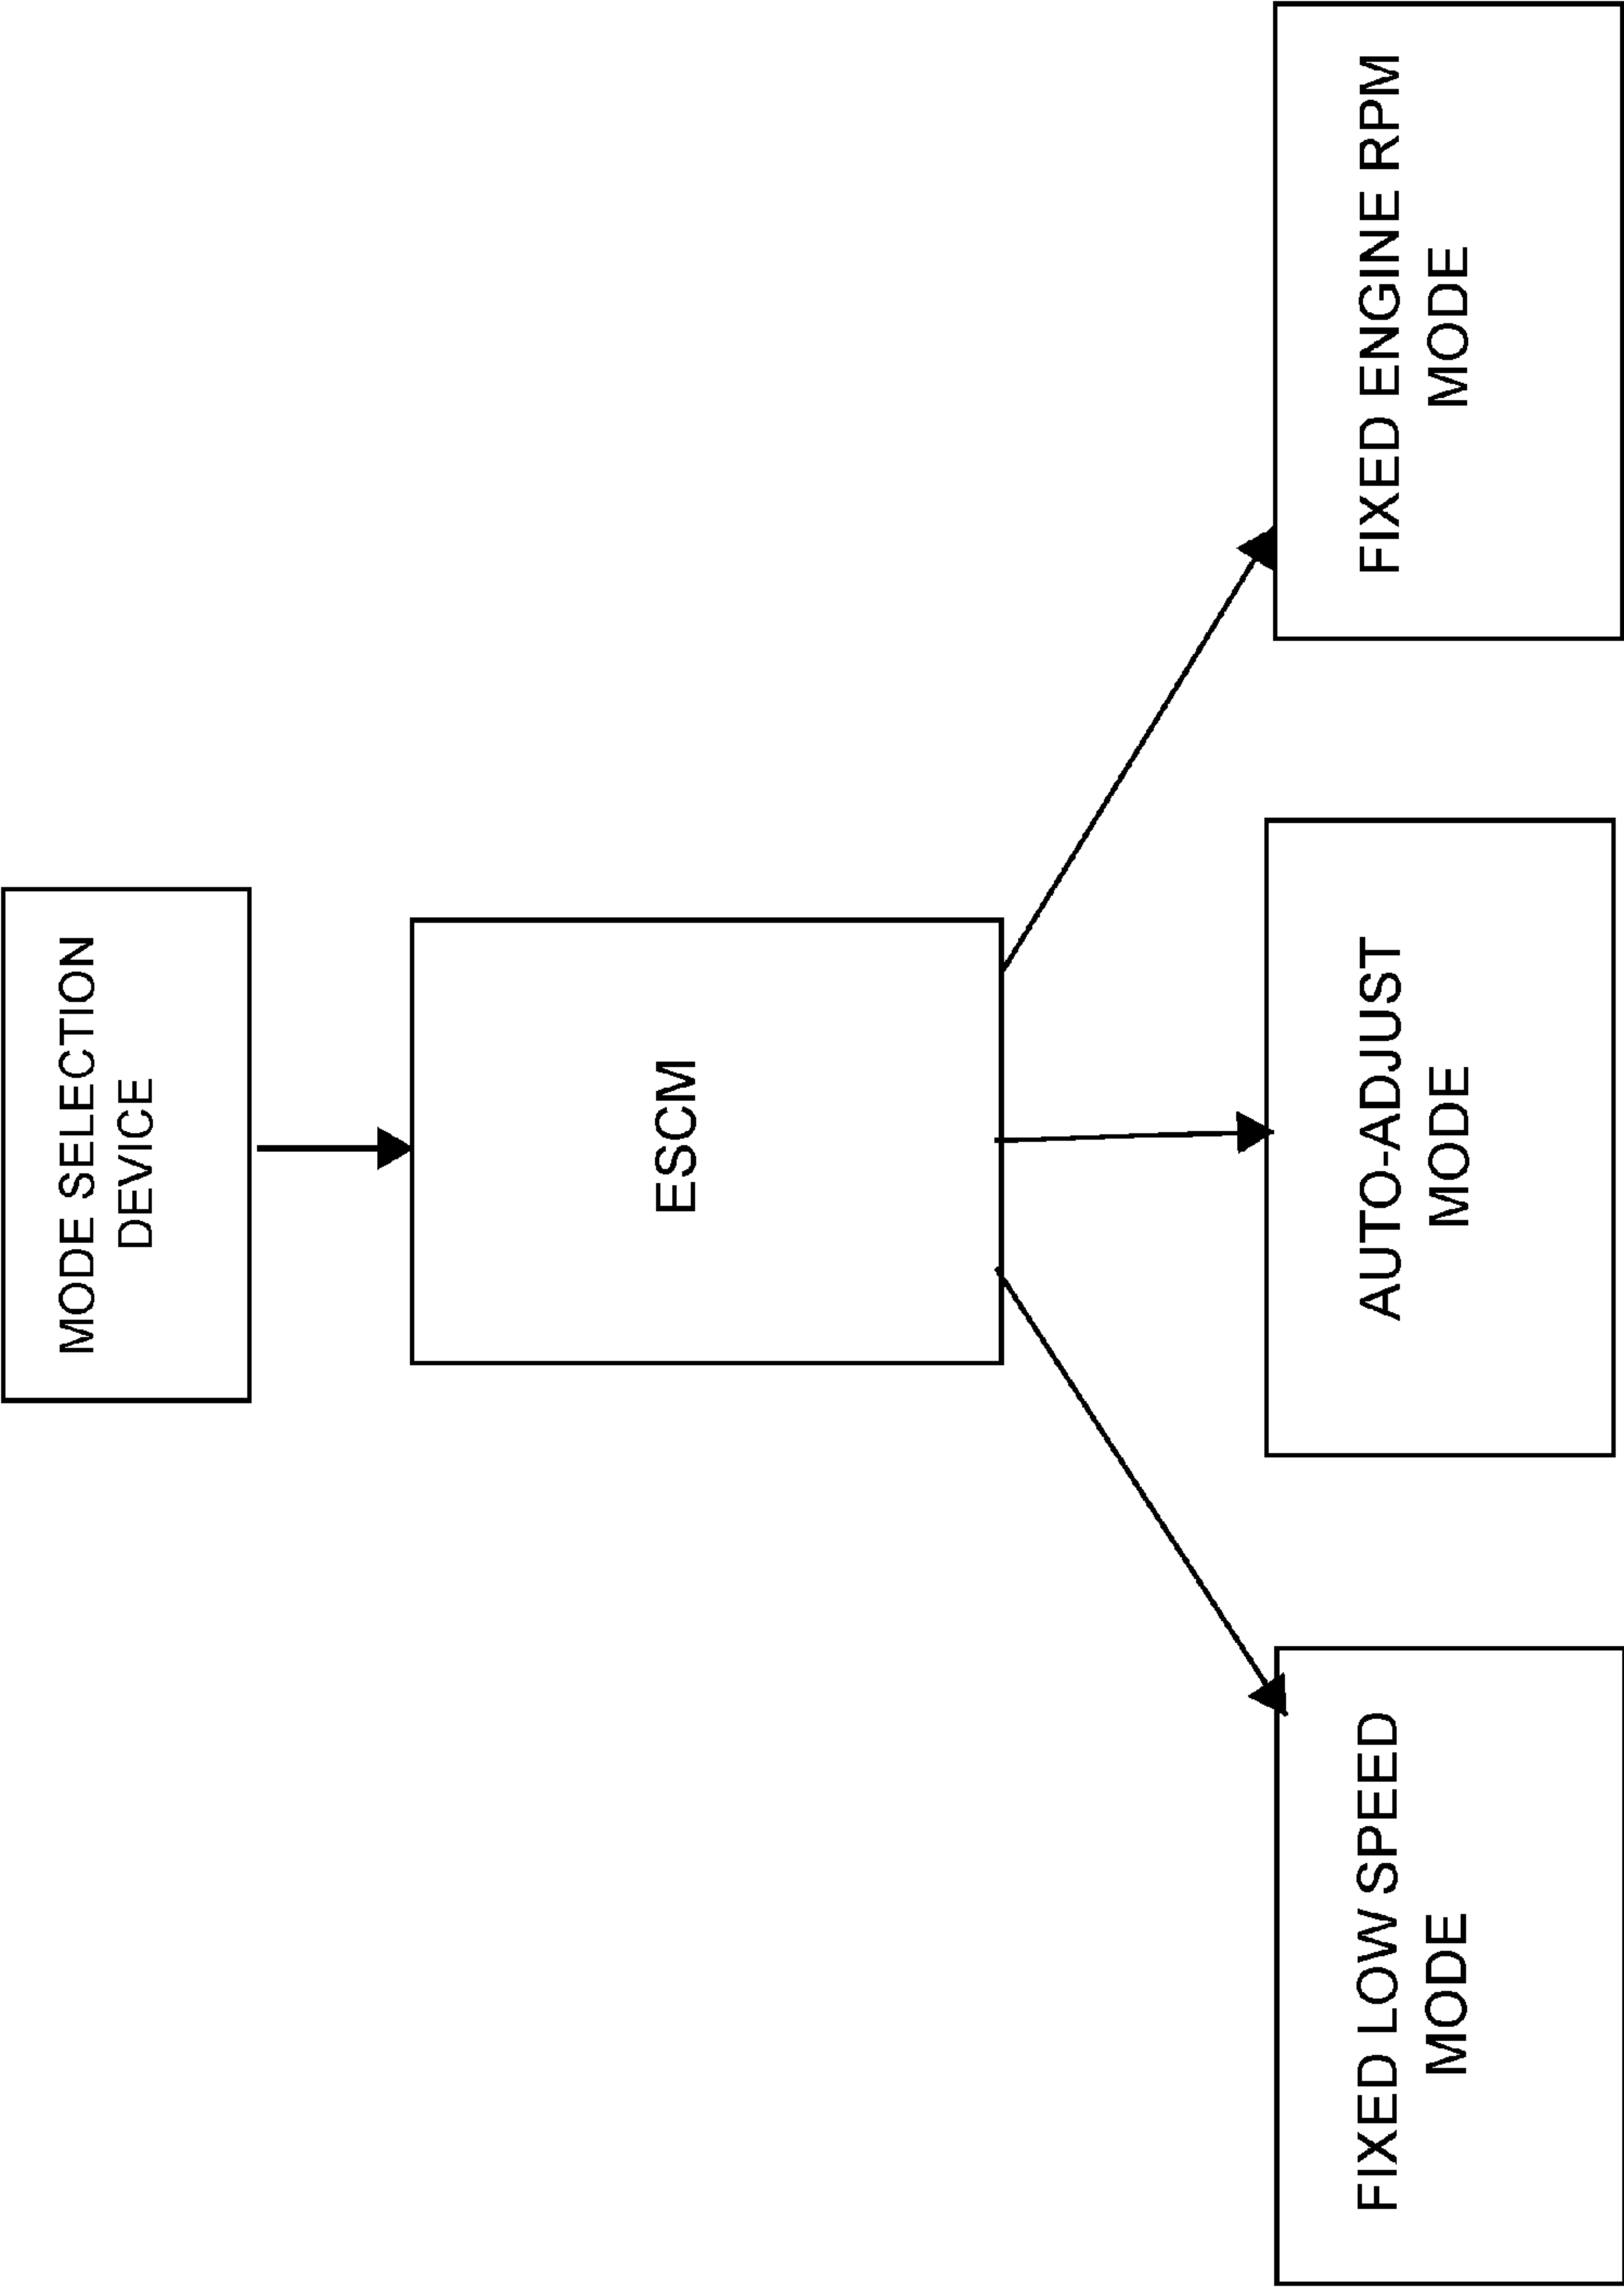 MODE SELECTION
DEVICE
ESCM
FIXED LOW SPEED
MODE
AUTO-ADJUST
MODE
FIXED ENGINE RPM
MODE